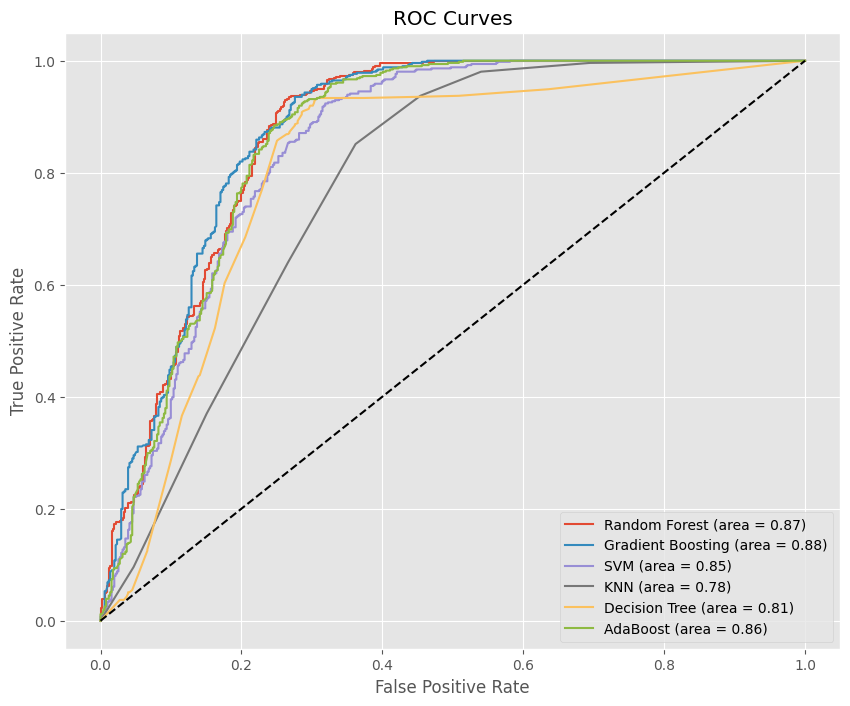 ROC Curves
True Positive Rate
1.0
0.8
0.6
0.4
0.2
0.0
0.0 0.2 0.4 0.6 0.8 1.0
False Positive Rate
Random Forest (area = 0.87)
Gradient Boosting (area = 0.88)
SVM (area = 0.85)
KNN (area = 0.78)
Decision Tree (area = 0.81)
AdaBoost (area = 0.86)